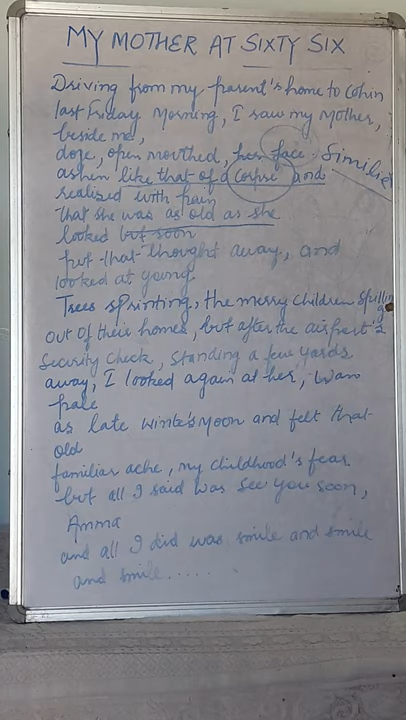 MY MOTHER AT SIXTY SIX
Driving from my parent's home to Cohin
last Friday Morning, I saw my Mother,
beside me,
doze, open mouthed, her face Similie
ashen like that of a corpse and
realised with pain
that she was as old as she
looked but soon
put that thought away, and
looked at young
Trees sprinting, the merry children spilling
out of their homes, but after the airport's
Security check, standing a few yards
away, I looked again at her, wan
pale
as late winter's Moon and felt that
old
familiar ache, my childhood's fear
but all I said was see you soon,
Amma
and all I did was smile and smile
and smile......